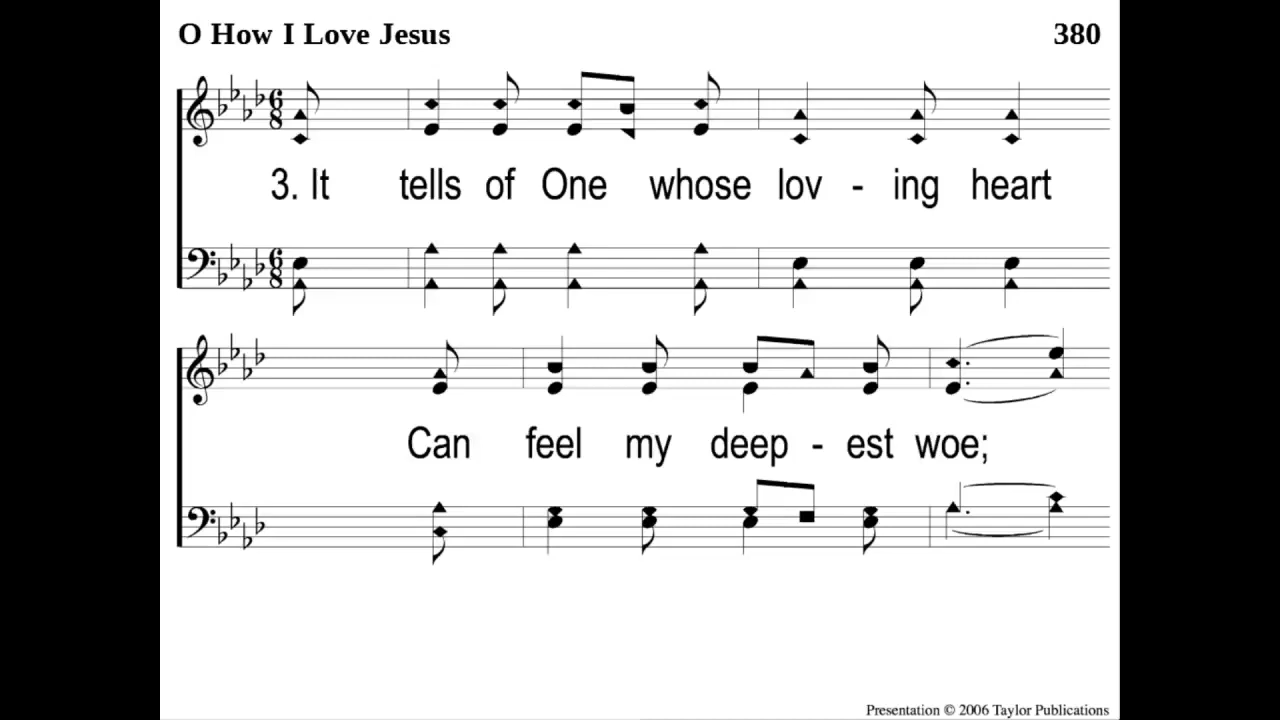 O How I Love Jesus 380
3. It tells of One whose lov - ing heart
Can feel my deep - est woe;
Presentation © 2006 Taylor Publications